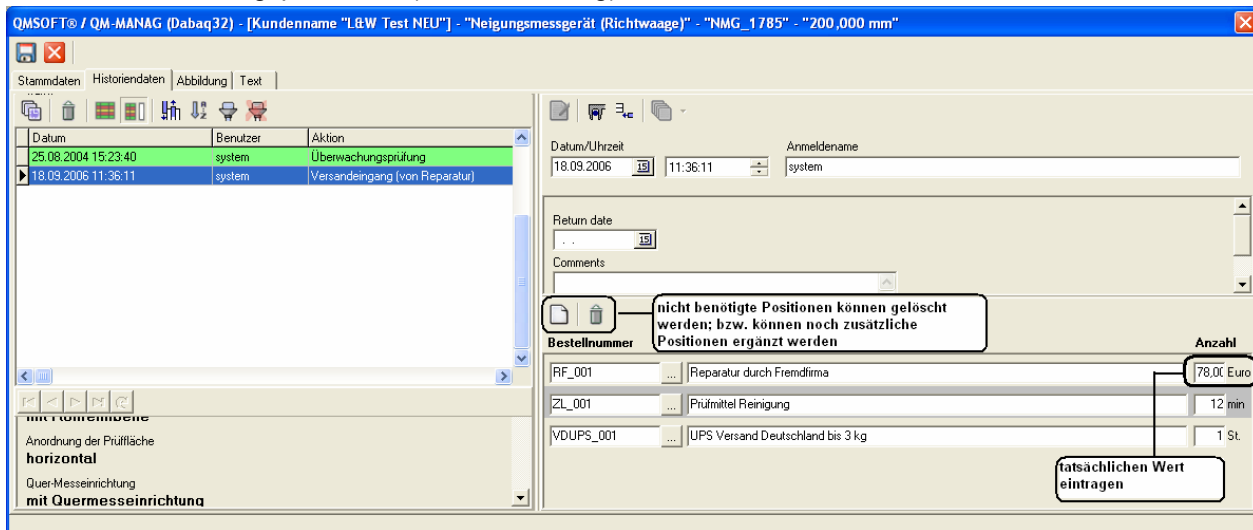 QMSOFT® / QM-MANAG (Dabaq32) - [Kundenname "L&W Test NEU"] - "Neigungsmessgerät (Richtwaage)" - "NMG_1785" - "200,000 mm"
Stammdaten Historiendaten Abbildung Text
Datum Benutzer Aktion
25.08.2004 15:23:40 system Überwachungsprüfung
18.09.2006 11:36:11 system Versandeingang (von Reparatur)
Anordnung der Prüffläche
horizontal
Quer-Messeinrichtung
mit Quermesseinrichtung
Datum/Uhrzeit Anmeldename
18.09.2006 15 11:36:11 system
Return date
. . 15
Comments
nicht benötigte Positionen können gelöscht
werden; bzw. können noch zusätzliche
Positionen ergänzt werden
Bestellnummer Anzahl
RF_001 ... Reparatur durch Fremdfirma 78,00 Euro
ZL_001 ... Prüfmittel Reinigung 12 min
VDUPS_001 ... UPS Versand Deutschland bis 3 kg 1 St.
tatsächlichen Wert
eintragen